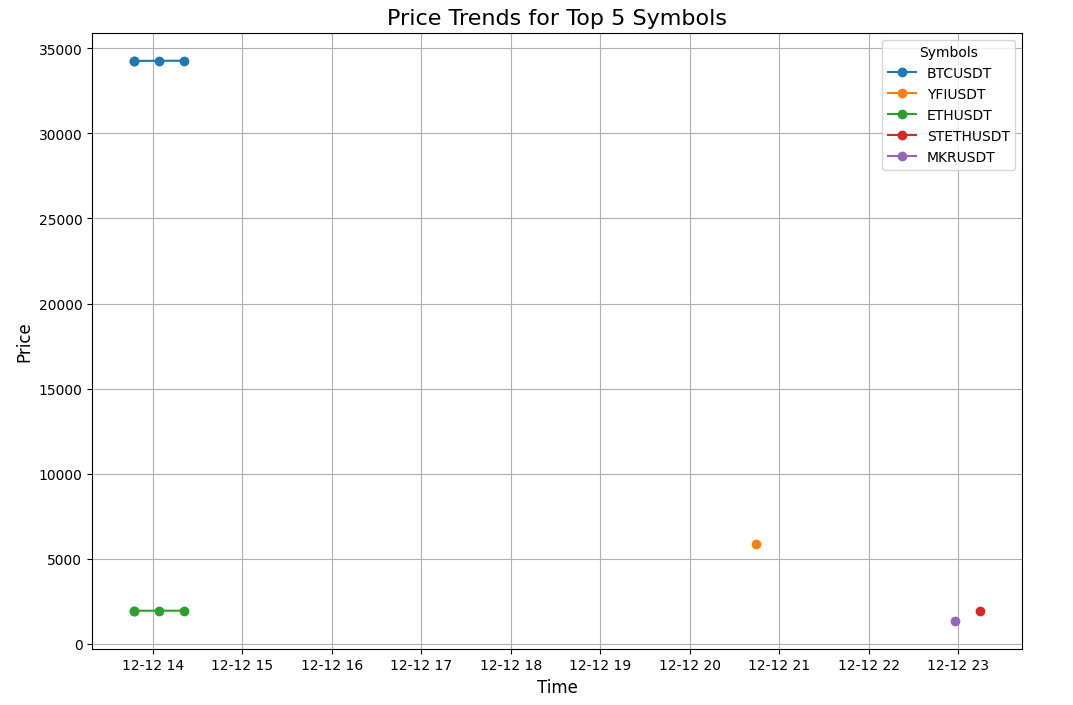 Price Trends for Top 5 Symbols
Symbols
BTCUSDT
YFIUSDT
ETHUSDT
STETHUSDT
MKRUSDT
Price
35000
30000
25000
20000
15000
10000
5000
0
12-12 14 12-12 15 12-12 16 12-12 17 12-12 18 12-12 19 12-12 20 12-12 21 12-12 22 12-12 23
Time